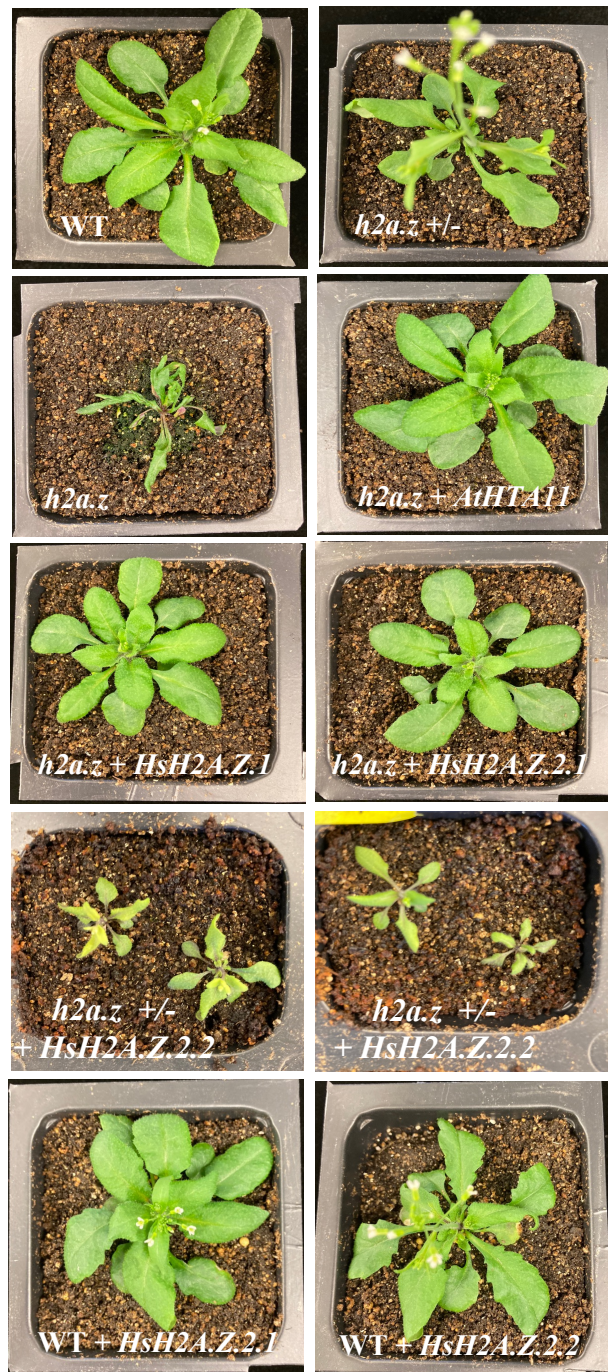 WT
h2a.z +/-
h2a.z
h2a.z + AtHTA11
h2a.z + HsH2A.Z.1
h2a.z + HsH2A.Z.2.1
h2a.z +/-
+ HsH2A.Z.2.2
h2a.z +/-
+ HsH2A.Z.2.2
WT + HsH2A.Z.2.1
WT + HsH2A.Z.2.2